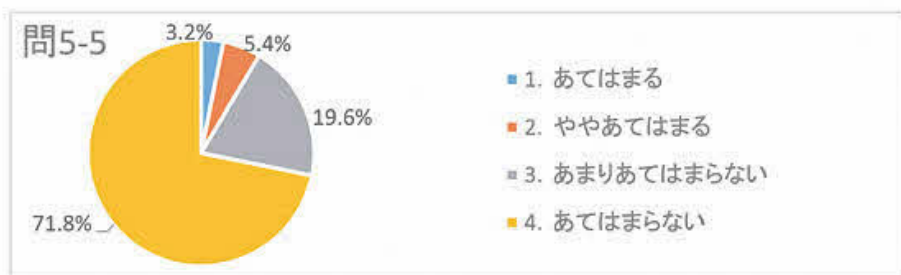 問5-5
3.2%
5.4%
19.6%
71.8%
1. あてはまる
2. ややあてはまる
3. あまりあてはまらない
4. あてはまらない